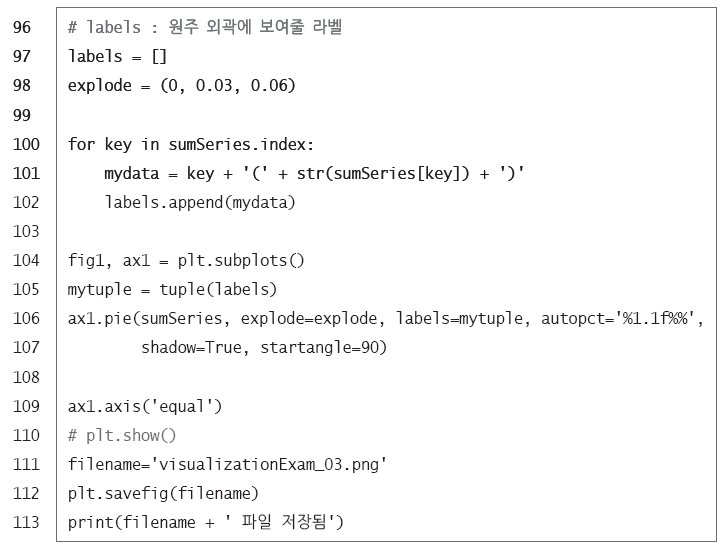 96 # labels : 원주 외곽에 보여줄 라벨
97 labels = []
98 explode = (0, 0.03, 0.06)
99
100 for key in sumSeries.index:
101     mydata = key + '(' + str(sumSeries[key]) + ')'
102     labels.append(mydata)
103
104 fig1, ax1 = plt.subplots()
105 mytuple = tuple(labels)
106 ax1.pie(sumSeries, explode=explode, labels=mytuple, autopct='%1.1f%%',
107         shadow=True, startangle=90)
108
109 ax1.axis('equal')
110 # plt.show()
111 filename='visualizationExam_03.png'
112 plt.savefig(filename)
113 print(filename + ' 파일 저장됨')